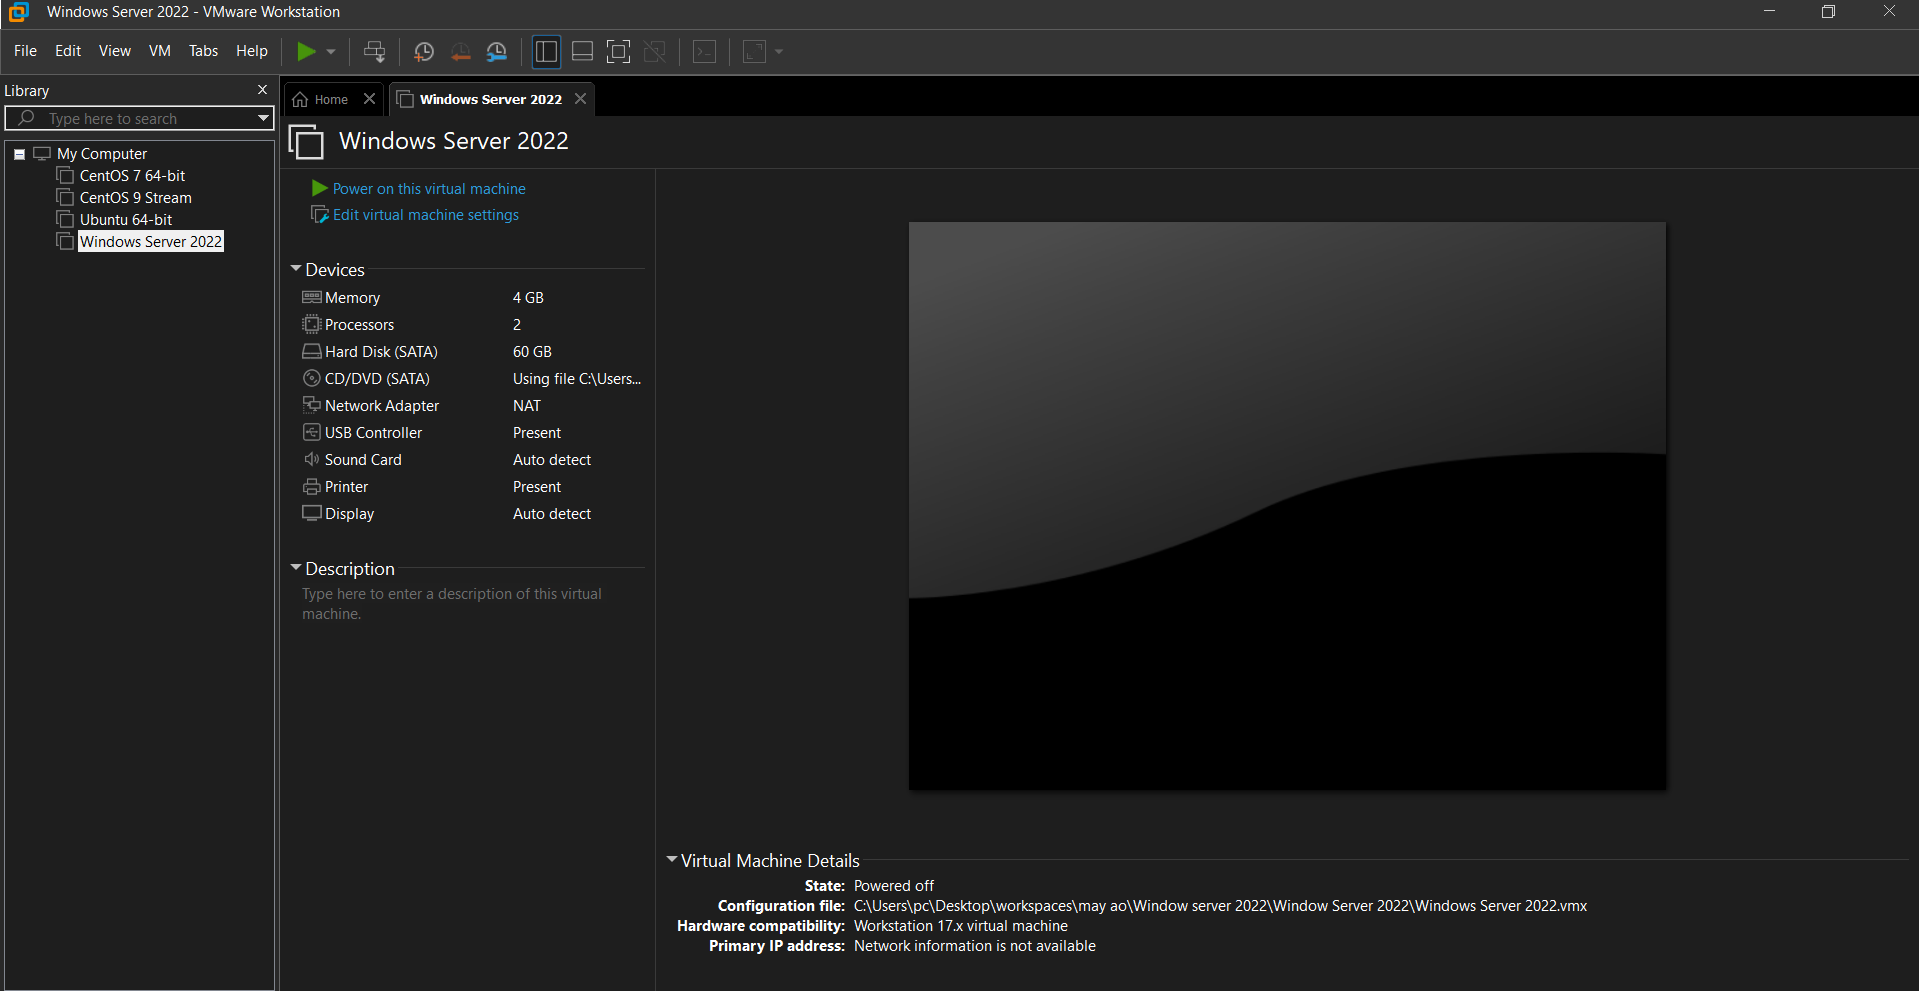 Windows Server 2022 - VMware Workstation
File Edit View VM Tabs Help
Library
Type here to search
My Computer
CentOS 7 64-bit
CentOS 9 Stream
Ubuntu 64-bit
Windows Server 2022
Home
Windows Server 2022
Windows Server 2022
Power on this virtual machine
Edit virtual machine settings
Devices
Memory 4 GB
Processors 2
Hard Disk (SATA) 60 GB
CD/DVD (SATA) Using file C:\Users...
Network Adapter NAT
USB Controller Present
Sound Card Auto detect
Printer Present
Display Auto detect
Description
Type here to enter a description of this virtual
machine.
Virtual Machine Details
State: Powered off
Configuration file: C:\Users\pc\Desktop\workspaces\may ao\Window server 2022\Window Server 2022\Windows Server 2022.vmx
Hardware compatibility: Workstation 17.x virtual machine
Primary IP address: Network information is not available